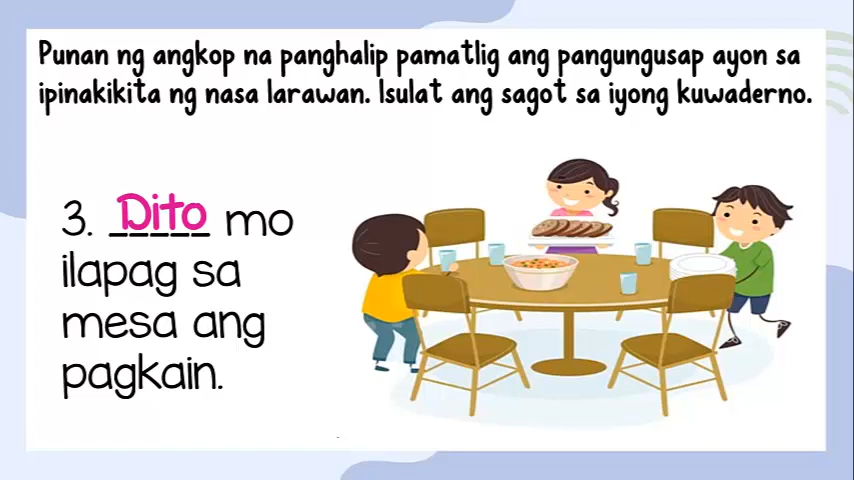 Punan ng angkop na panghalip pamatlig ang pangungusap ayon sa
ipinakikita ng nasa larawan. Isulat ang sagot sa iyong kuwaderno.
3. Dito mo
ilapag sa
mesa ang
pagkain.